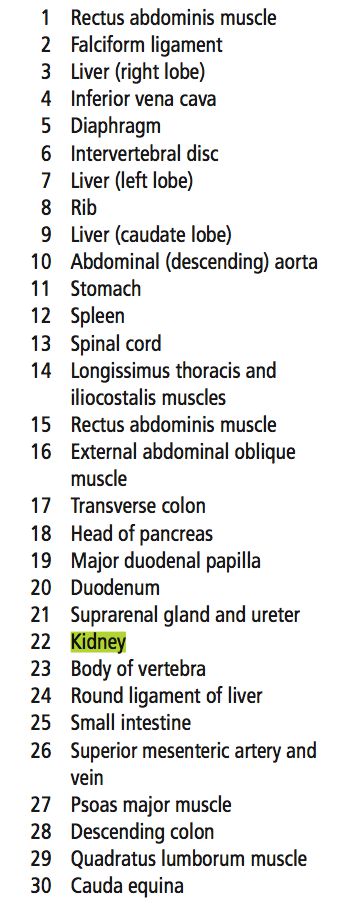 1 Rectus abdominis muscle
2 Falciform ligament
3 Liver (right lobe)
4 Inferior vena cava
5 Diaphragm
6 Intervertebral disc
7 Liver (left lobe)
8 Rib
9 Liver (caudate lobe)
10 Abdominal (descending) aorta
11 Stomach
12 Spleen
13 Spinal cord
14 Longissimus thoracis and
iliocostalis muscles
15 Rectus abdominis muscle
16 External abdominal oblique
muscle
17 Transverse colon
18 Head of pancreas
19 Major duodenal papilla
20 Duodenum
21 Suprarenal gland and ureter
22 Kidney
23 Body of vertebra
24 Round ligament of liver
25 Small intestine
26 Superior mesenteric artery and
vein
27 Psoas major muscle
28 Descending colon
29 Quadratus lumborum muscle
30 Cauda equina